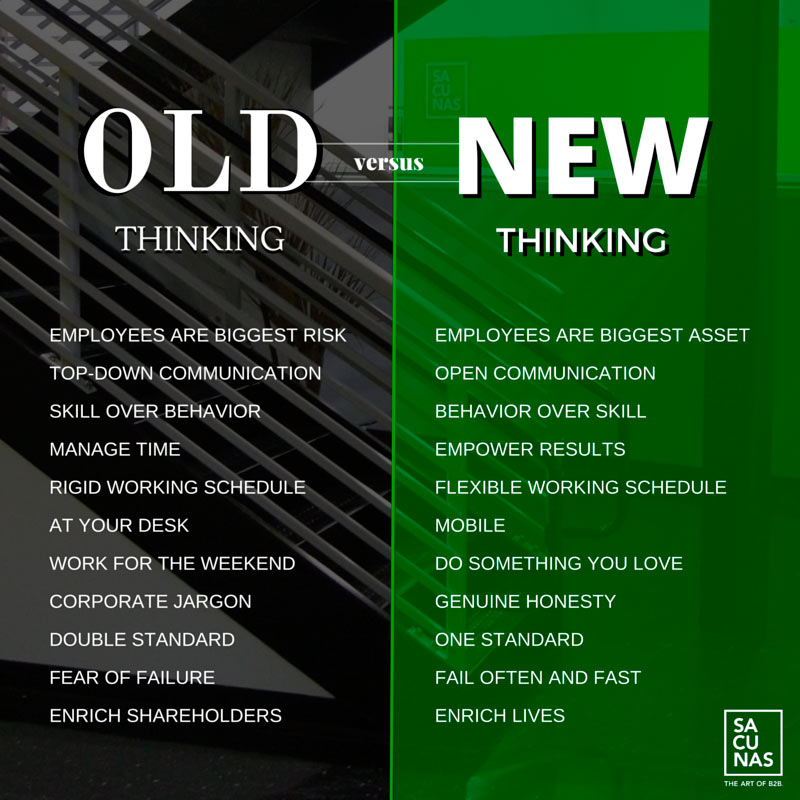 SA
CU
NAS
OLD
versus
NEW
THINKING
THINKING
EMPLOYEES ARE BIGGEST RISK
TOP-DOWN COMMUNICATION
SKILL OVER BEHAVIOR
MANAGE TIME
RIGID WORKING SCHEDULE
AT YOUR DESK
WORK FOR THE WEEKEND
CORPORATE JARGON
DOUBLE STANDARD
FEAR OF FAILURE
ENRICH SHAREHOLDERS
EMPLOYEES ARE BIGGEST ASSET
OPEN COMMUNICATION
BEHAVIOR OVER SKILL
EMPOWER RESULTS
FLEXIBLE WORKING SCHEDULE
MOBILE
DO SOMETHING YOU LOVE
GENUINE HONESTY
ONE STANDARD
FAIL OFTEN AND FAST
ENRICH LIVES
SA
CU
NAS
THE ART OF B2B.